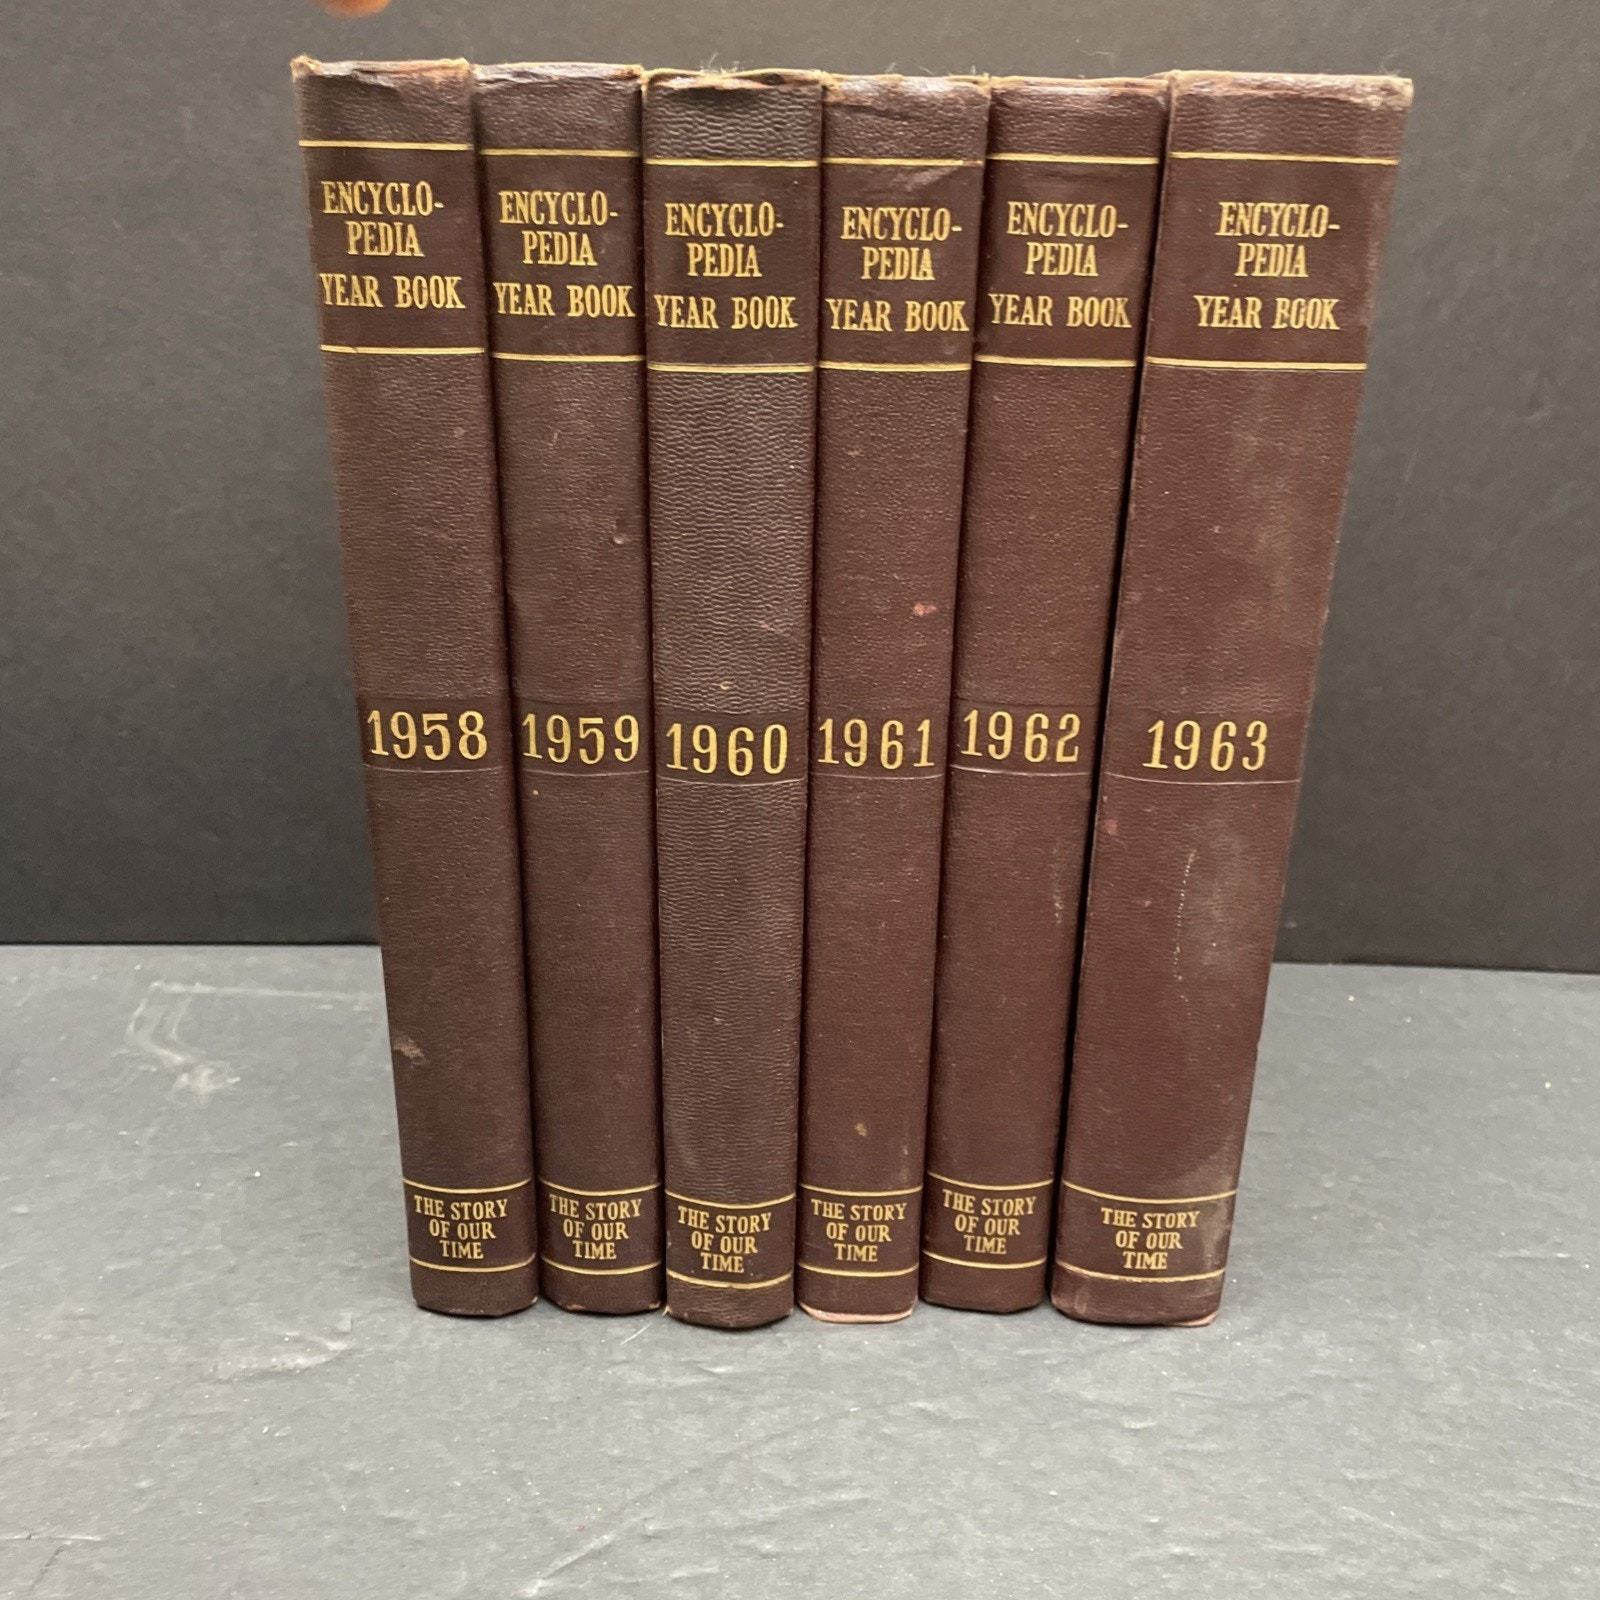 ENCYCLO-
PEDIA
YEAR BOOK
1958
THE STORY
OF OUR
TIME
ENCYCLO-
PEDIA
YEAR BOOK
1959
THE STORY
OF OUR
TIME
ENCYCLO-
PEDIA
YEAR BOOK
1960
THE STORY
OF OUR
TIME
ENCYCLO-
PEDIA
YEAR BOOK
1961
THE STORY
OF OUR
TIME
ENCYCLO-
PEDIA
YEAR BOOK
1962
THE STORY
OF OUR
TIME
ENCYCLO-
PEDIA
YEAR BOOK
1963
THE STORY
OF OUR
TIME